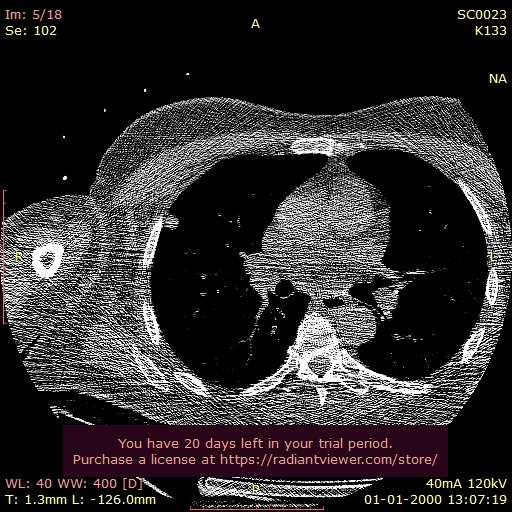 Im: 5/18
Se: 102
A
SC0023
K133
NA
R
You have 20 days left in your trial period.
Purchase a license at https://radiantviewer.com/store/
WL: 40 WW: 400 [D]
T: 1.3mm L: -126.0mm
P
40mA 120kV
01-01-2000 13:07:19